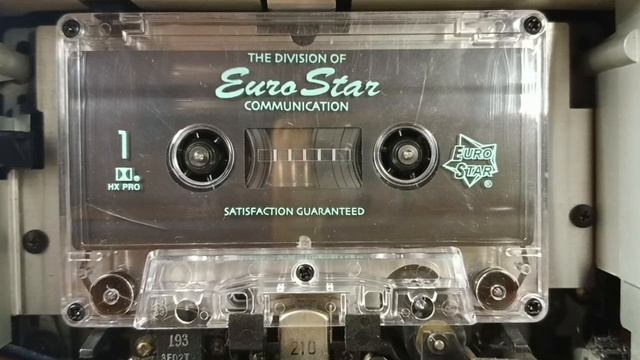 THE DIVISION OF
Euro Star
COMMUNICATION
1
HX PRO
EURO
STAR
®
SATISFACTION GUARANTEED
193
210